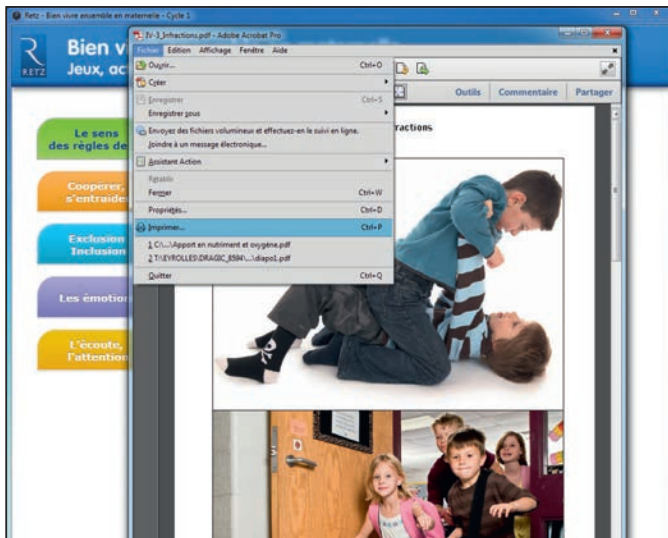 Retz - Bien vivre ensemble en maternelle - Cycle 1
IV-3_Infractions.pdf - Adobe Acrobat Pro
RETZ
Bien v
Jeux, ac
Fichier Edition Affichage Fenêtre Aide
Ouvrir... Ctrl+O
Créer
Enregistrer Ctrl+S
Enregistrer sous
Envoyez des fichiers volumineux et effectuez-en le suivi en ligne.
Joindre à un message électronique...
Assistant Action
Rétablir
Fermer Ctrl+W
Propriétés... Ctrl+D
Imprimer... Ctrl+P
1 C:\...\Apport en nutriment et oxygène.pdf
2 T:\EYROLLES\DRAGIC_8594\...\diapo1.pdf
Quitter Ctrl+Q
Outils Commentaire Partager
ractions
Le sens
des règles de
Coopérer,
s'entraide
Exclusion
Inclusion
Les émotion
L'écoute,
l'attention